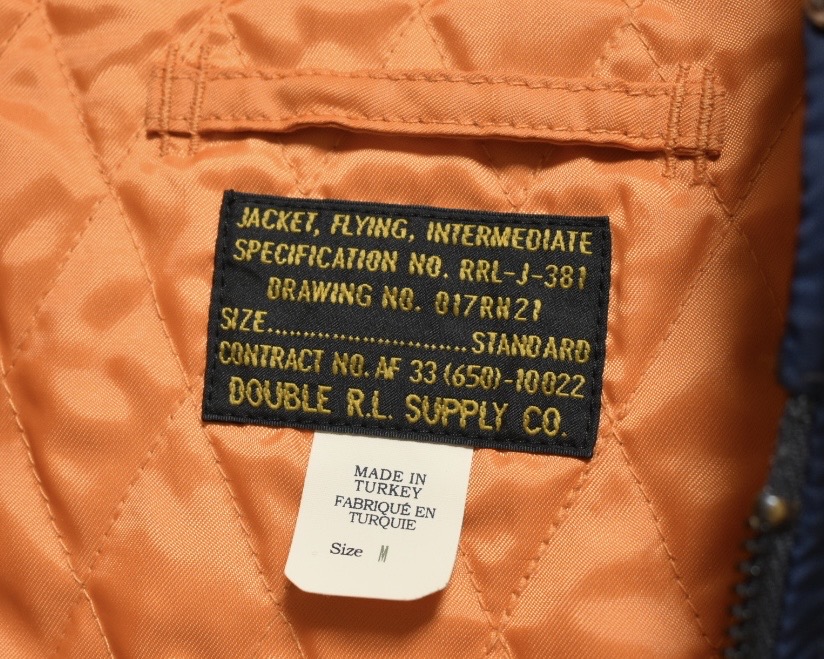 JACKET, FLYING, INTERMEDIATE
SPECIFICATION NO. RRL-J-381
DRAWING NO. 017RN21
SIZE..............................STANDARD
CONTRACT NO. AF 33 (650)-10022
DOUBLE R.L. SUPPLY CO.
MADE IN
TURKEY
FABRIQUÉ EN
TURQUIE
Size M